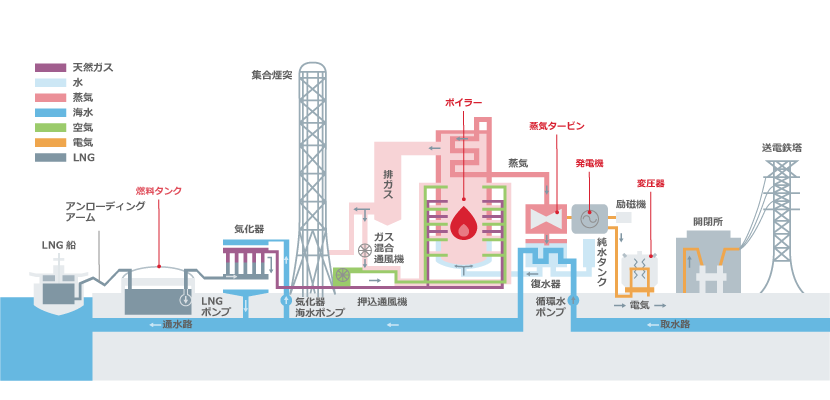 天然ガス
水
蒸気
海水
空気
電気
LNG
集合煙突
ボイラー
蒸気タービン
発電機
変圧器
送電鉄塔
燃料タンク
アンローディング
アーム
LNG 船
気化器
排ガス
ガス
混合
通風機
蒸気
励磁機
開閉所
純水タンク
復水器
LNG
ポンプ
気化器
海水ポンプ
押込通風機
循環水
ポンプ
電気
通水路
取水路